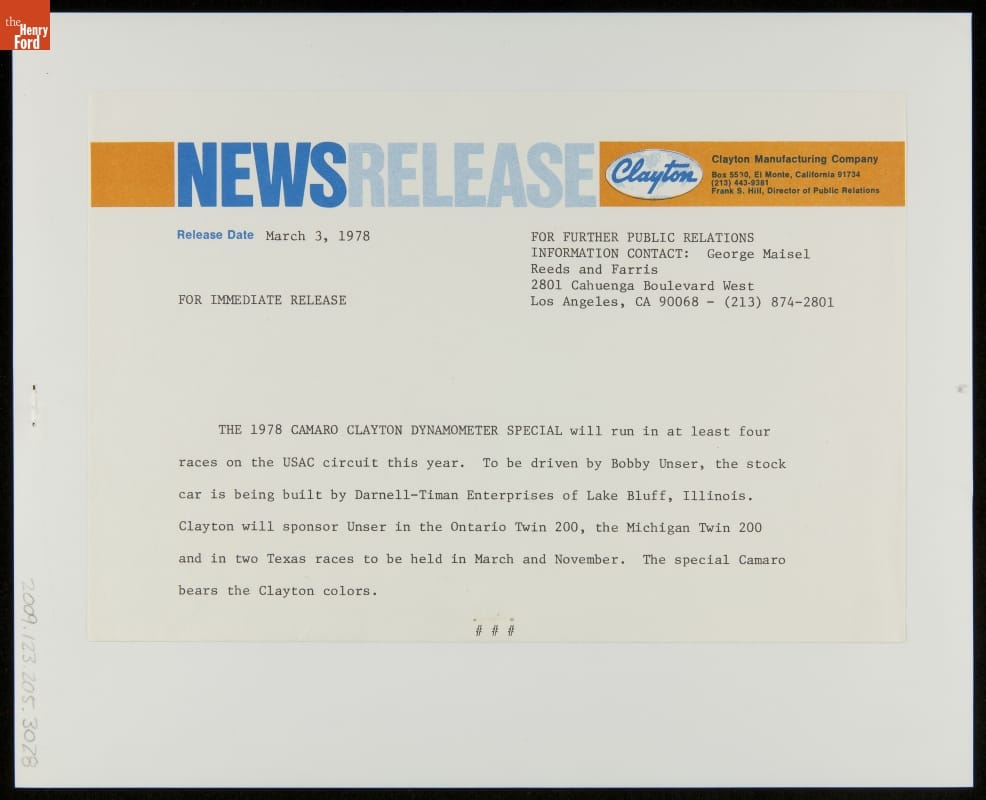 the
Henry
Ford
NEWSRELEASE
Clayton
Clayton Manufacturing Company
Box 5530, El Monte, California 91734
(213) 443-9381
Frank S. Hill, Director of Public Relations
Release Date March 3, 1978
FOR IMMEDIATE RELEASE
FOR FURTHER PUBLIC RELATIONS
INFORMATION CONTACT: George Maisel
Reeds and Farris
2801 Cahuenga Boulevard West
Los Angeles, CA 90068 - (213) 874-2801
THE 1978 CAMARO CLAYTON DYNAMOMETER SPECIAL will run in at least four
races on the USAC circuit this year. To be driven by Bobby Unser, the stock
car is being built by Darnell-Timan Enterprises of Lake Bluff, Illinois.
Clayton will sponsor Unser in the Ontario Twin 200, the Michigan Twin 200
and in two Texas races to be held in March and November. The special Camaro
bears the Clayton colors.
# # #
2009.123.205.3028